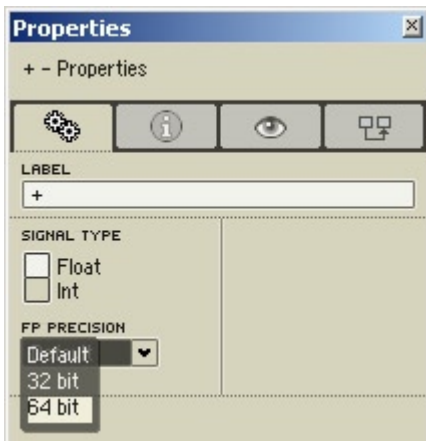 Properties
+ - Properties
LABEL
+
SIGNAL TYPE
Float
Int
FP PRECISION
Default
32 bit
64 bit